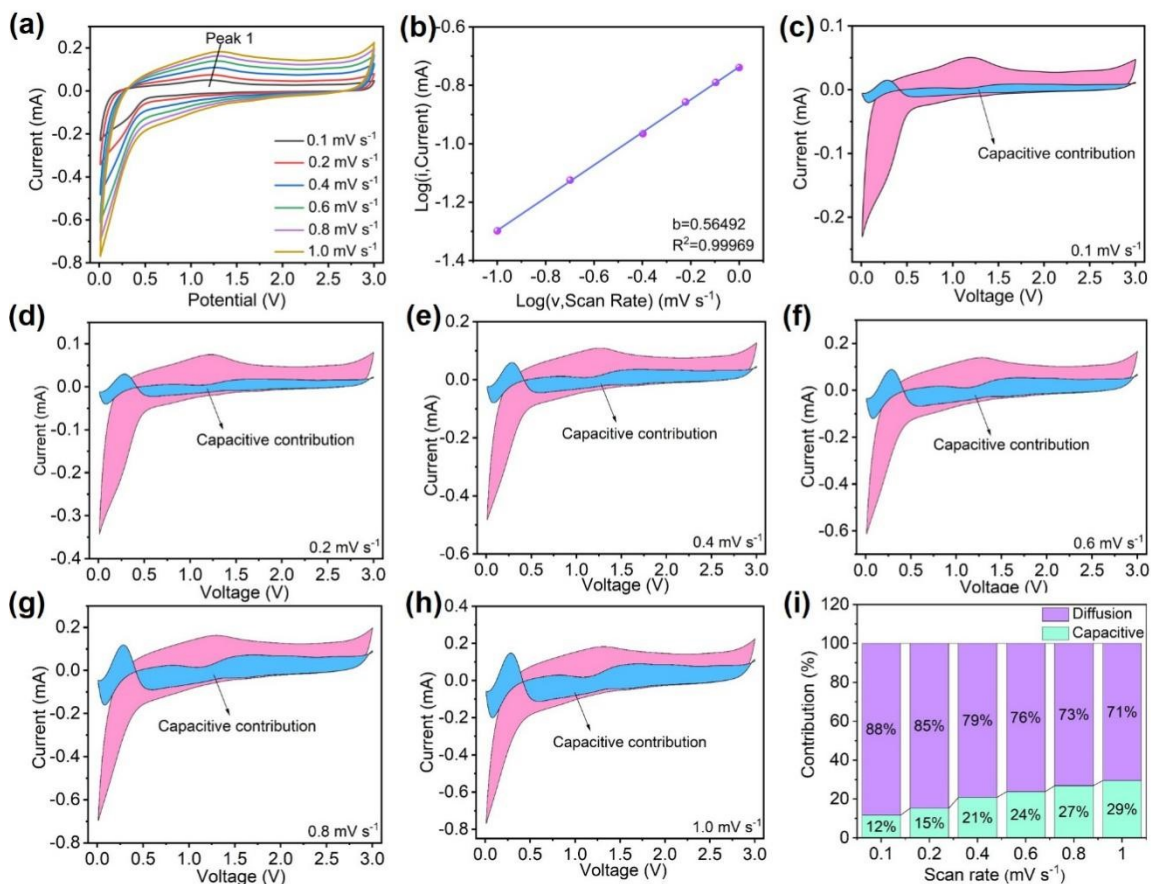 (a)
Current (mA)
0.2
0.0
-0.2
-0.4
-0.6
-0.8
Peak 1
0.1 mV s⁻¹
0.2 mV s⁻¹
0.4 mV s⁻¹
0.6 mV s⁻¹
0.8 mV s⁻¹
1.0 mV s⁻¹
0.0 0.5 1.0 1.5 2.0 2.5 3.0
Potential (V)
(b)
Log(i,Current) (mA)
-0.6
-0.8
-1.0
-1.2
-1.4
b=0.56492
R²=0.99969
-1.0 -0.8 -0.6 -0.4 -0.2 0.0
Log(v,Scan Rate) (mV s⁻¹)
(c)
Current (mA)
0.1
0.0
-0.1
-0.2
Capacitive contribution
0.1 mV s⁻¹
0.0 0.5 1.0 1.5 2.0 2.5 3.0
Voltage (V)
(d)
Current (mA)
0.1
0.0
-0.1
-0.2
-0.3
-0.4
Capacitive contribution
0.2 mV s⁻¹
0.0 0.5 1.0 1.5 2.0 2.5 3.0
Voltage (V)
(e)
Current (mA)
0.2
0.0
-0.2
-0.4
-0.6
Capacitive contribution
0.4 mV s⁻¹
0.0 0.5 1.0 1.5 2.0 2.5 3.0
Voltage (V)
(f)
Current (mA)
0.2
0.0
-0.2
-0.4
-0.6
Capacitive contribution
0.6 mV s⁻¹
0.0 0.5 1.0 1.5 2.0 2.5 3.0
Voltage (V)
(g)
Current (mA)
0.2
0.0
-0.2
-0.4
-0.6
-0.8
Capacitive contribution
0.8 mV s⁻¹
0.0 0.5 1.0 1.5 2.0 2.5 3.0
Voltage (V)
(h)
Current (mA)
0.4
0.2
0.0
-0.2
-0.4
-0.6
-0.8
Capacitive contribution
1.0 mV s⁻¹
0.0 0.5 1.0 1.5 2.0 2.5 3.0
Voltage (V)
(i)
Contribution (%)
120
100
80
60
40
20
0
Diffusion
Capacitive
88% 85% 79% 76% 73% 71%
12% 15% 21% 24% 27% 29%
0.1 0.2 0.4 0.6 0.8 1
Scan rate (mV s⁻¹)